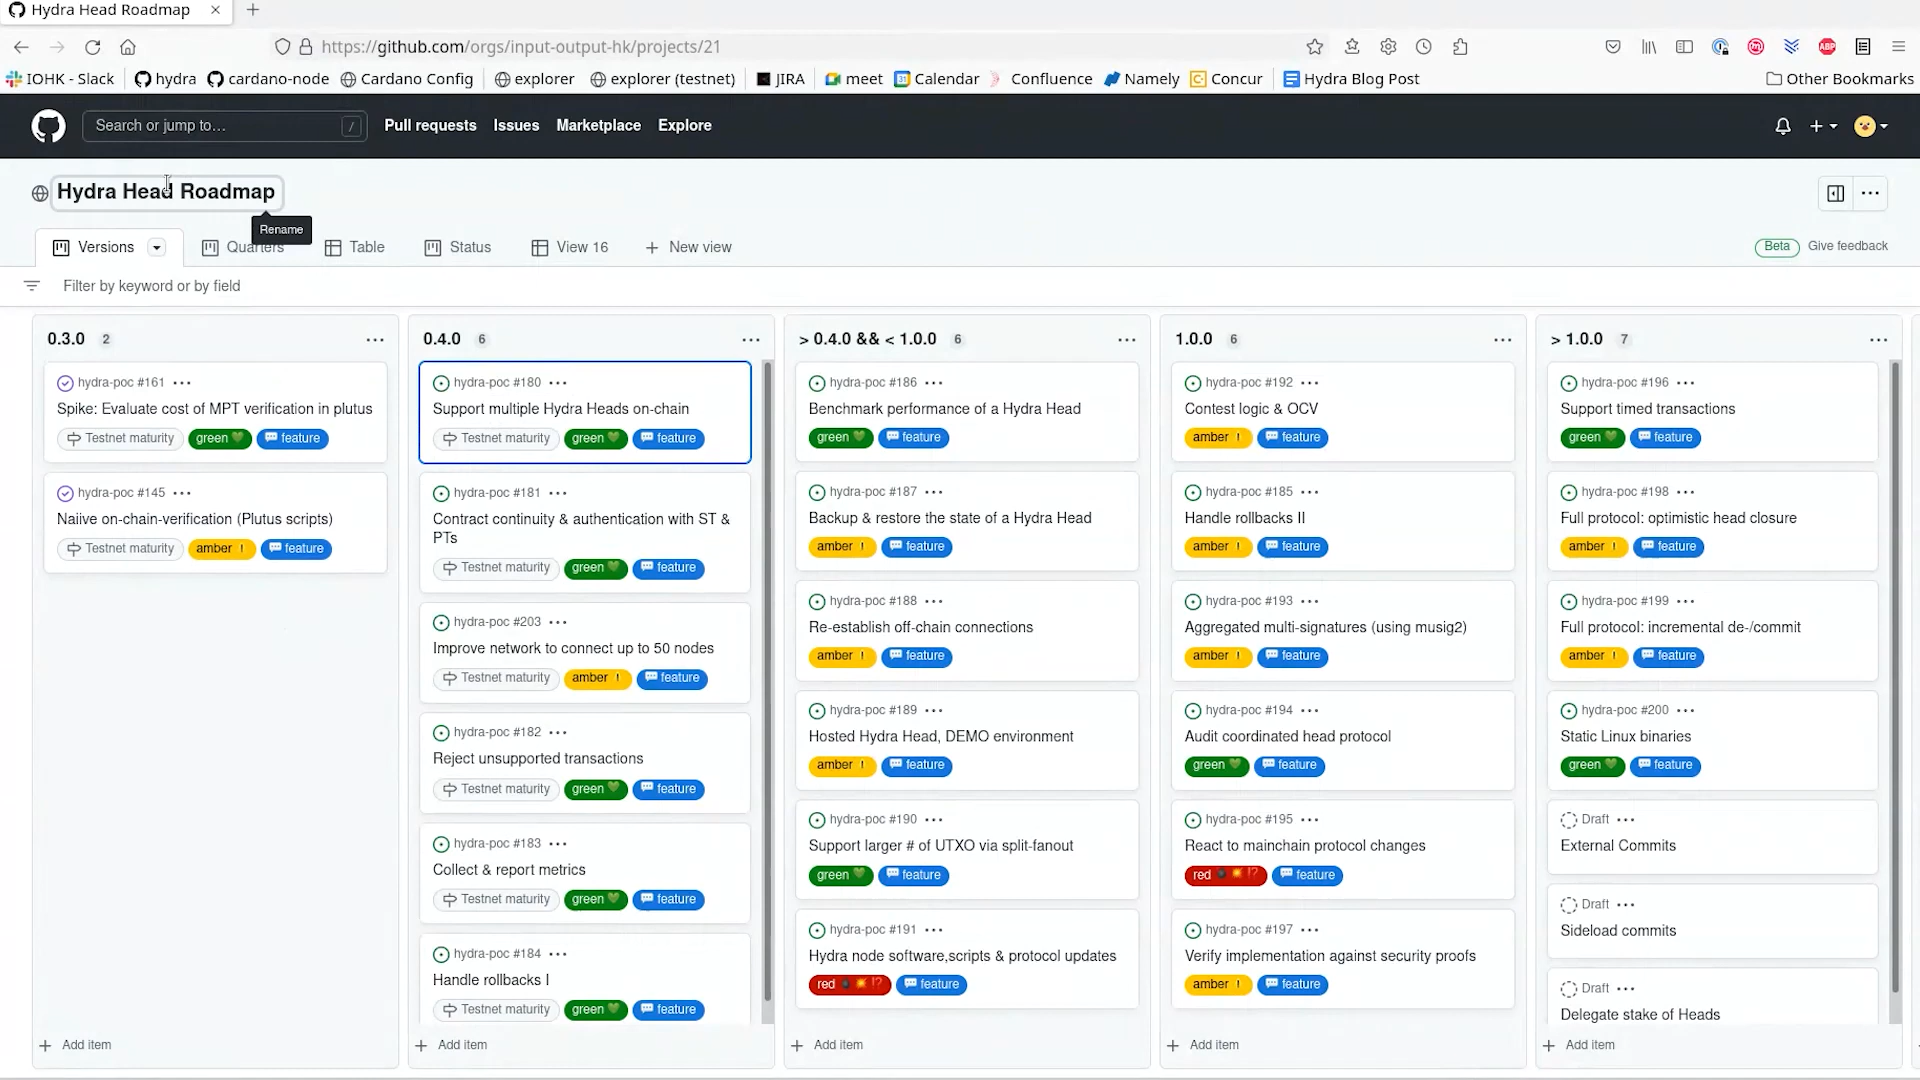 Hydra Head Roadmap
https://github.com/orgs/input-output-hk/projects/21
IOHK - Slack hydra cardano-node Cardano Config explorer explorer (testnet) JIRA meet Calendar Confluence Namely Concur Hydra Blog Post Other Bookmarks
Search or jump to... / Pull requests Issues Marketplace Explore
Hydra Head Roadmap
Rename
Versions Quarters Table Status View 16 New view Beta Give feedback
Filter by keyword or by field
0.3.0 2
hydra-poc #161
Spike: Evaluate cost of MPT verification in plutus
Testnet maturity green 💚 💬 feature
hydra-poc #145
Naiive on-chain-verification (Plutus scripts)
Testnet maturity amber ! 💬 feature
Add item
0.4.0 6
hydra-poc #180
Support multiple Hydra Heads on-chain
Testnet maturity green 💚 💬 feature
hydra-poc #181
Contract continuity & authentication with ST &
PTs
Testnet maturity green 💚 💬 feature
hydra-poc #203
Improve network to connect up to 50 nodes
Testnet maturity amber ! 💬 feature
hydra-poc #182
Reject unsupported transactions
Testnet maturity green 💚 💬 feature
hydra-poc #183
Collect & report metrics
Testnet maturity green 💚 💬 feature
hydra-poc #184
Handle rollbacks I
Testnet maturity green 💚 💬 feature
Add item
> 0.4.0 && < 1.0.0 6
hydra-poc #186
Benchmark performance of a Hydra Head
green 💚 💬 feature
hydra-poc #187
Backup & restore the state of a Hydra Head
amber ! 💬 feature
hydra-poc #188
Re-establish off-chain connections
amber ! 💬 feature
hydra-poc #189
Hosted Hydra Head, DEMO environment
amber ! 💬 feature
hydra-poc #190
Support larger # of UTXO via split-fanout
green 💚 💬 feature
hydra-poc #191
Hydra node software,scripts & protocol updates
red 💣 💥 ⁉ 💬 feature
Add item
1.0.0 6
hydra-poc #192
Contest logic & OCV
amber ! 💬 feature
hydra-poc #185
Handle rollbacks II
amber ! 💬 feature
hydra-poc #193
Aggregated multi-signatures (using musig2)
amber ! 💬 feature
hydra-poc #194
Audit coordinated head protocol
green 💚 💬 feature
hydra-poc #195
React to mainchain protocol changes
red 💣 💥 ⁉ 💬 feature
hydra-poc #197
Verify implementation against security proofs
amber ! 💬 feature
Add item
> 1.0.0 7
hydra-poc #196
Support timed transactions
green 💚 💬 feature
hydra-poc #198
Full protocol: optimistic head closure
amber ! 💬 feature
hydra-poc #199
Full protocol: incremental de-/commit
amber ! 💬 feature
hydra-poc #200
Static Linux binaries
green 💚 💬 feature
Draft
External Commits
Draft
Sideload commits
Draft
Delegate stake of Heads
Add item